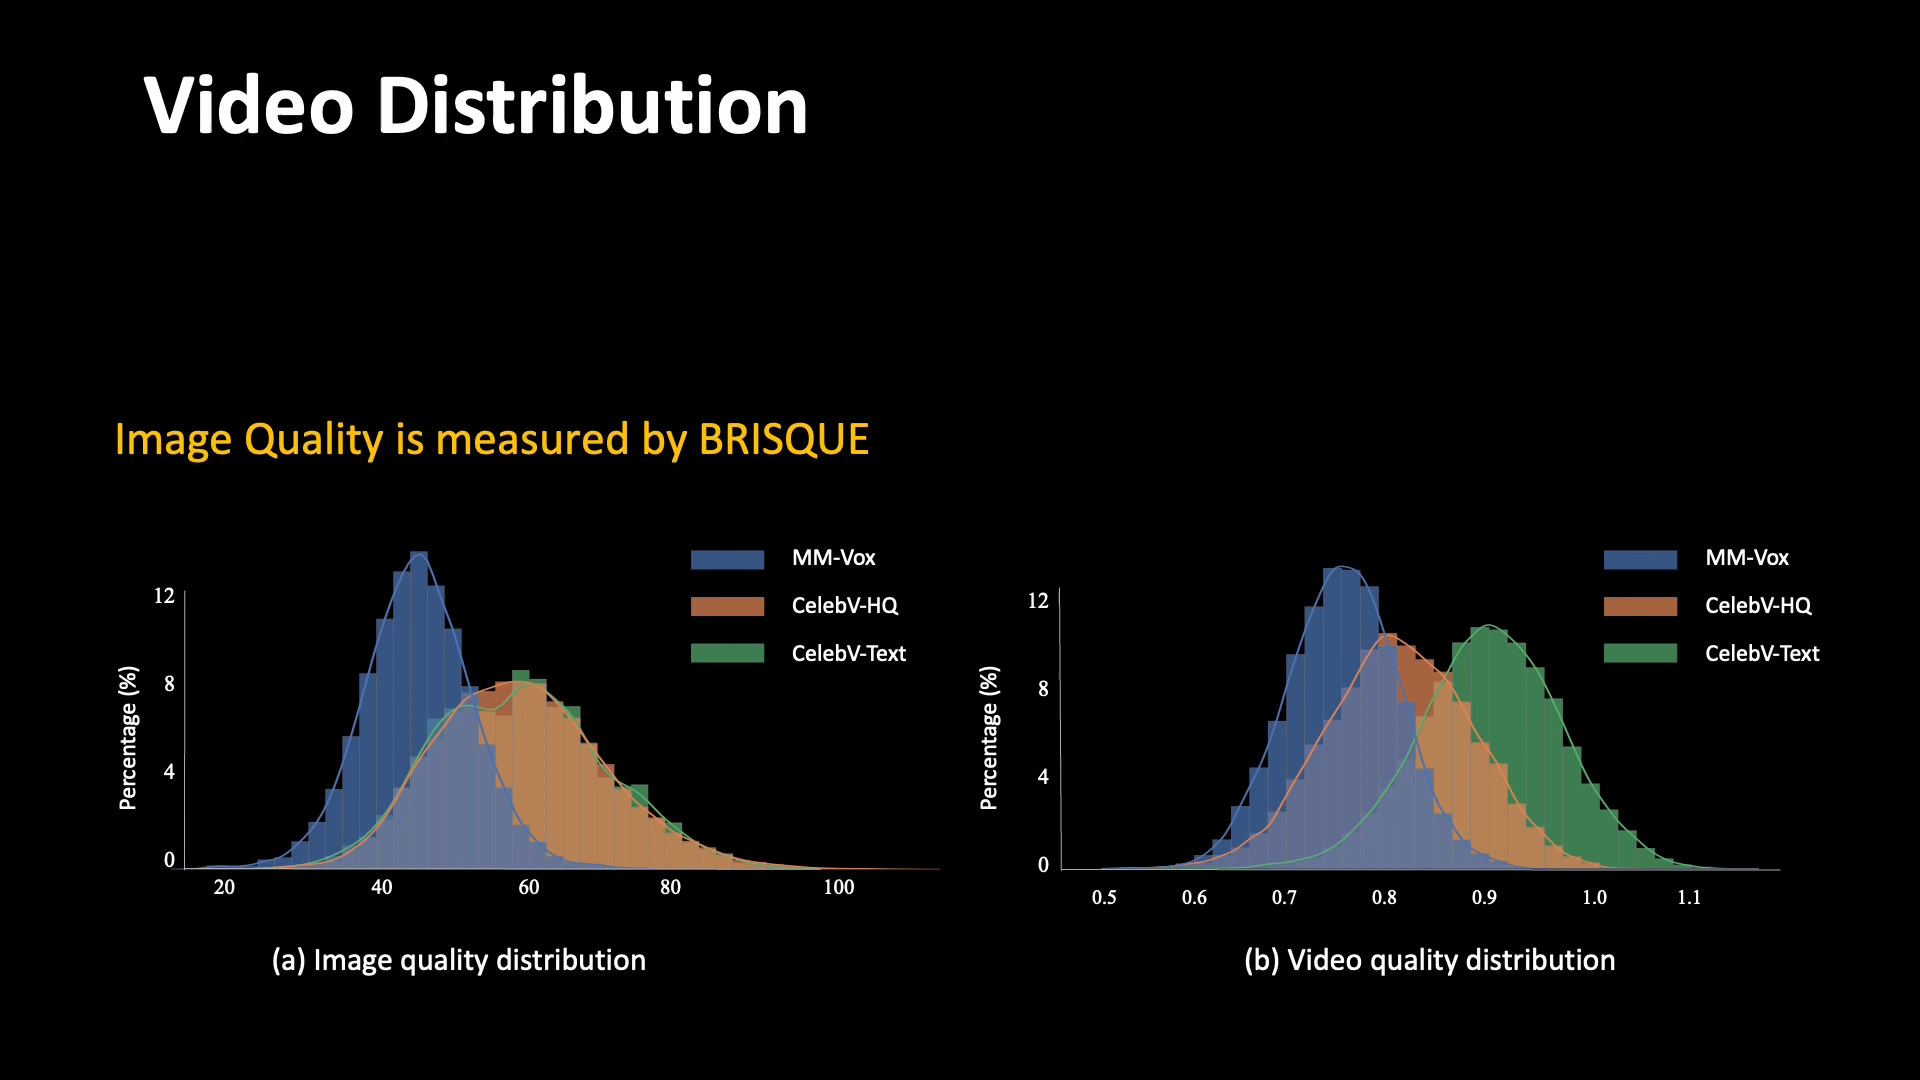 Video Distribution
Image Quality is measured by BRISQUE
MM-Vox
CelebV-HQ
CelebV-Text
Percentage (%)
12
8
4
0
20 40 60 80 100
(a) Image quality distribution
MM-Vox
CelebV-HQ
CelebV-Text
Percentage (%)
12
8
4
0
0.5 0.6 0.7 0.8 0.9 1.0 1.1
(b) Video quality distribution